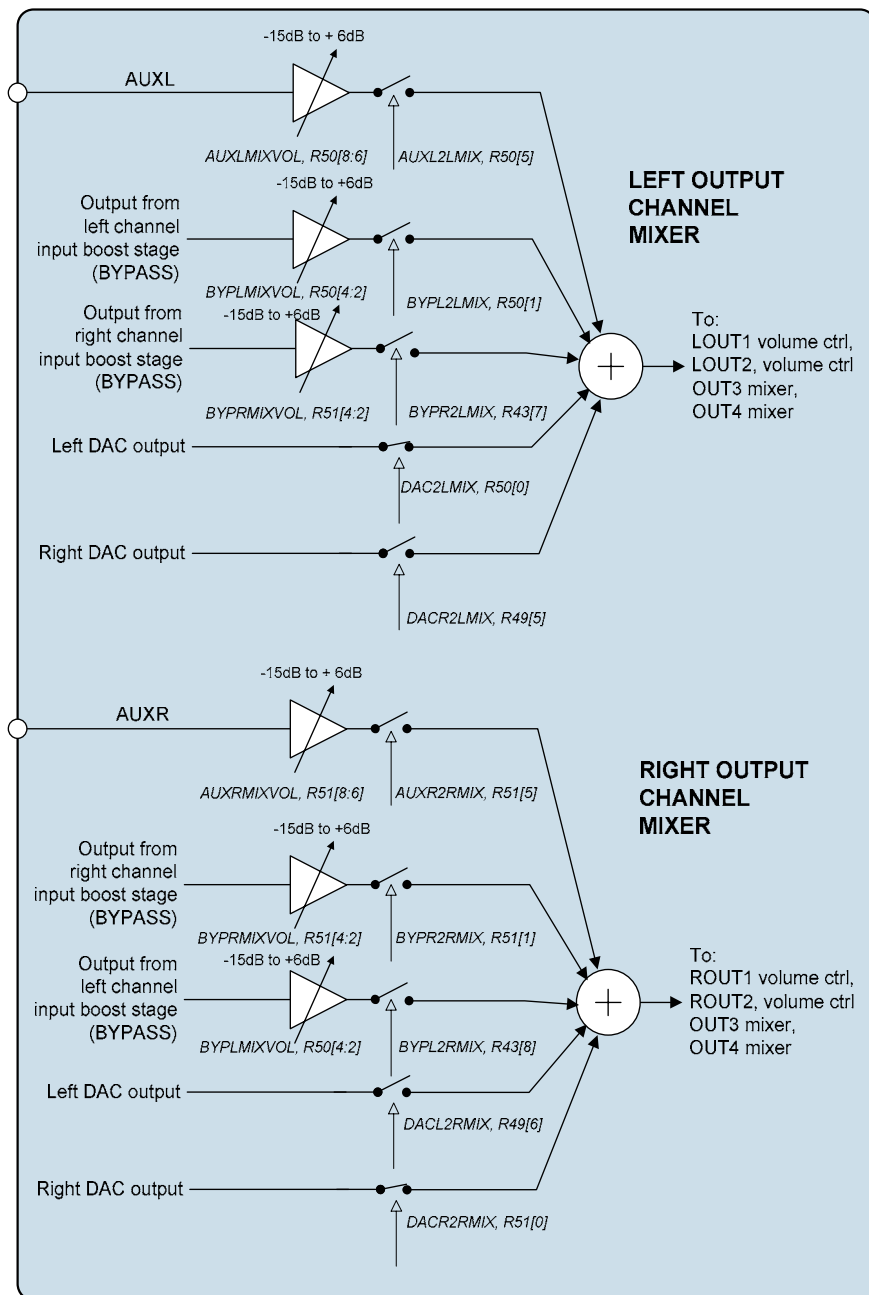 -15dB to + 6dB
AUXL
AUXLMIXVOL, R50[8:6]
AUXL2LMIX, R50[5]
-15dB to +6dB
Output from
left channel
input boost stage
(BYPASS)
LEFT OUTPUT
CHANNEL
MIXER
BYPLMIXVOL, R50[4:2]
BYPL2LMIX, R50[1]
-15dB to +6dB
Output from
right channel
input boost stage
(BYPASS)
To:
LOUT1 volume ctrl,
LOUT2, volume ctrl
OUT3 mixer,
OUT4 mixer
BYPRMIXVOL, R51[4:2]
BYPR2LMIX, R43[7]
Left DAC output
DAC2LMIX, R50[0]
Right DAC output
DACR2LMIX, R49[5]
-15dB to + 6dB
AUXR
AUXRMIXVOL, R51[8:6]
AUXR2RMIX, R51[5]
RIGHT OUTPUT
CHANNEL
MIXER
-15dB to +6dB
Output from
right channel
input boost stage
(BYPASS)
BYPRMIXVOL, R51[4:2]
BYPR2RMIX, R51[1]
-15dB to +6dB
Output from
left channel
input boost stage
(BYPASS)
To:
ROUT1 volume ctrl,
ROUT2, volume ctrl
OUT3 mixer,
OUT4 mixer
BYPLMIXVOL, R50[4:2]
BYPL2RMIX, R43[8]
Left DAC output
DACL2RMIX, R49[6]
Right DAC output
DACR2RMIX, R51[0]